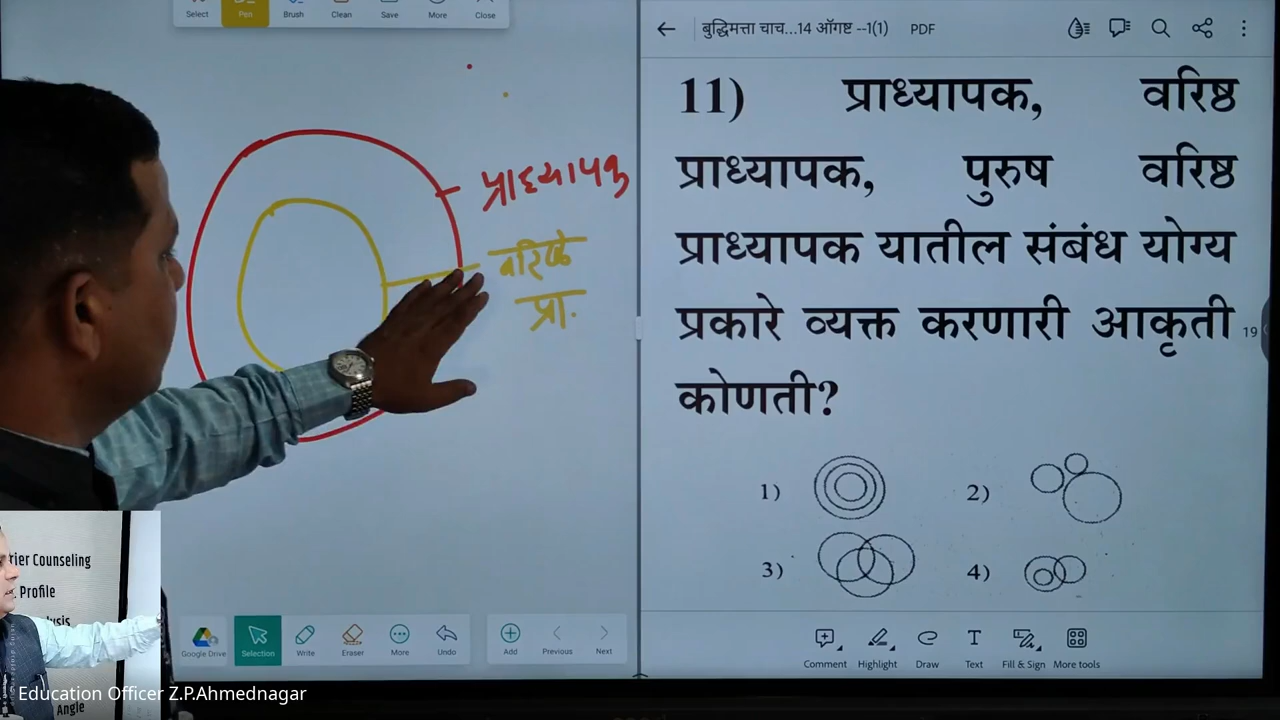 Select Pen Brush Clean Save More Close
बुद्धिमत्ता चाच...14 ऑगष्ट --1(1) PDF
प्राध्यापक
वरिष्ठ
प्रा.
11) प्राध्यापक, वरिष्ठ
प्राध्यापक, पुरुष वरिष्ठ
प्राध्यापक यातील संबंध योग्य
प्रकारे व्यक्त करणारी आकृती
कोणती?
19
1) 2)
3) 4)
Google Drive Selection Write Eraser More Undo Add Previous Next
Comment Highlight Draw Text Fill & Sign More tools
rier Counseling
Profile
Angle
Education Officer Z.P.Ahmednagar